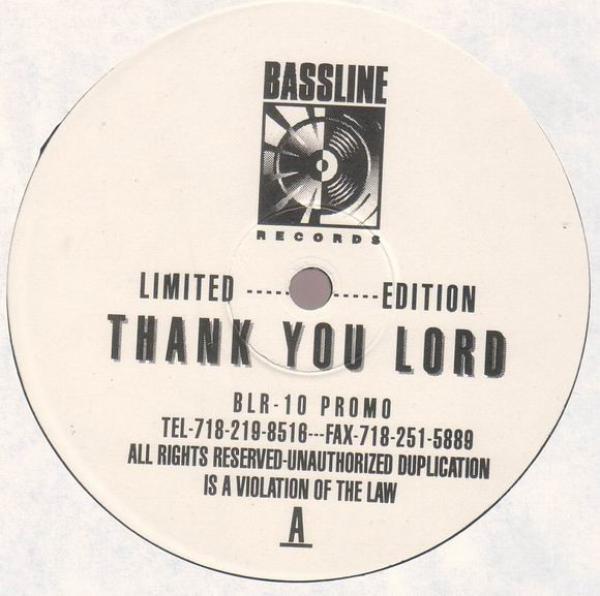 BASSLINE
RECORDS
LIMITED ----- ----- EDITION
THANK YOU LORD
BLR-10 PROMO
TEL-718-219-8516---FAX-718-251-5889
ALL RIGHTS RESERVED-UNAUTHORIZED DUPLICATION
IS A VIOLATION OF THE LAW
A